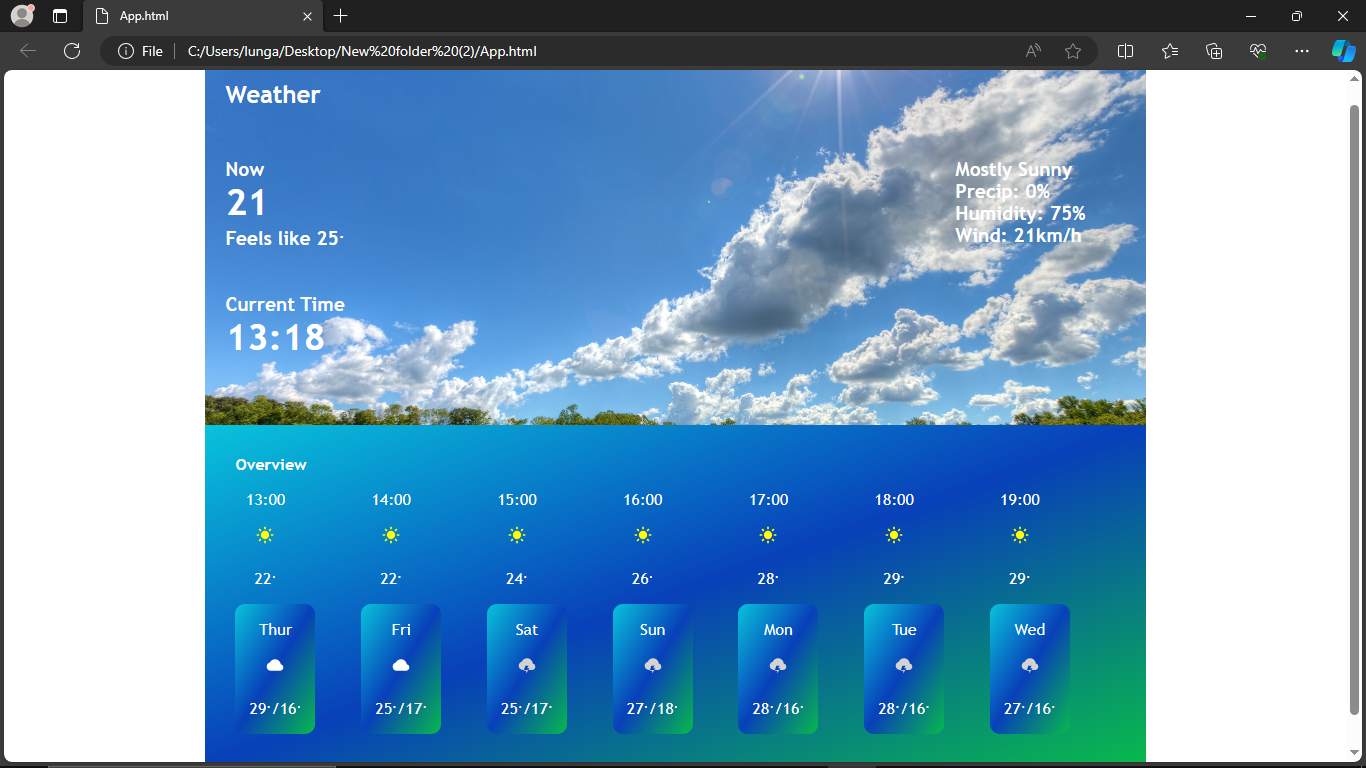 App.html
File
C:/Users/lunga/Desktop/New%20folder%20(2)/App.html
Weather
Now
21
Feels like 25·
Mostly Sunny
Precip: 0%
Humidity: 75%
Wind: 21km/h
Current Time
13:18
Overview
13:00 14:00 15:00 16:00 17:00 18:00 19:00
22· 22· 24· 26· 28· 29· 29·
Thur Fri Sat Sun Mon Tue Wed
29·/16· 25·/17· 25·/17· 27·/18· 28·/16· 28·/16· 27·/16·